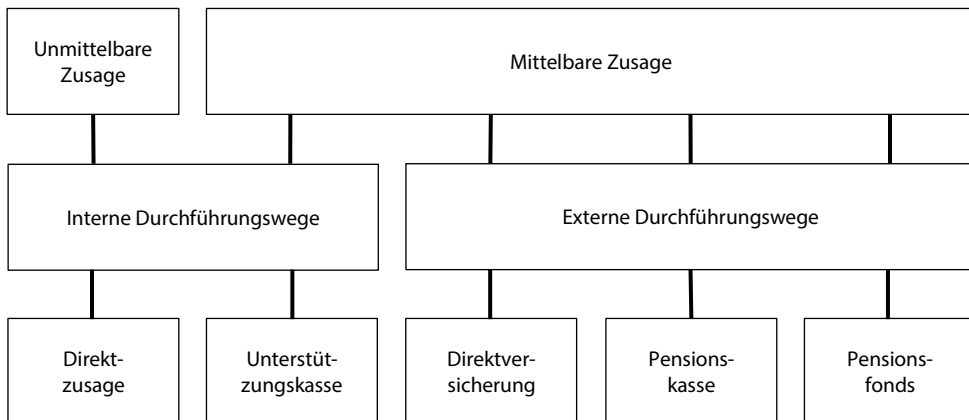 Unmittelbare
Zusage
Mittelbare Zusage
Interne Durchführungswege
Externe Durchführungswege
Direkt-
zusage
Unterstüt-
zungskasse
Direktver-
sicherung
Pensions-
kasse
Pensions-
fonds